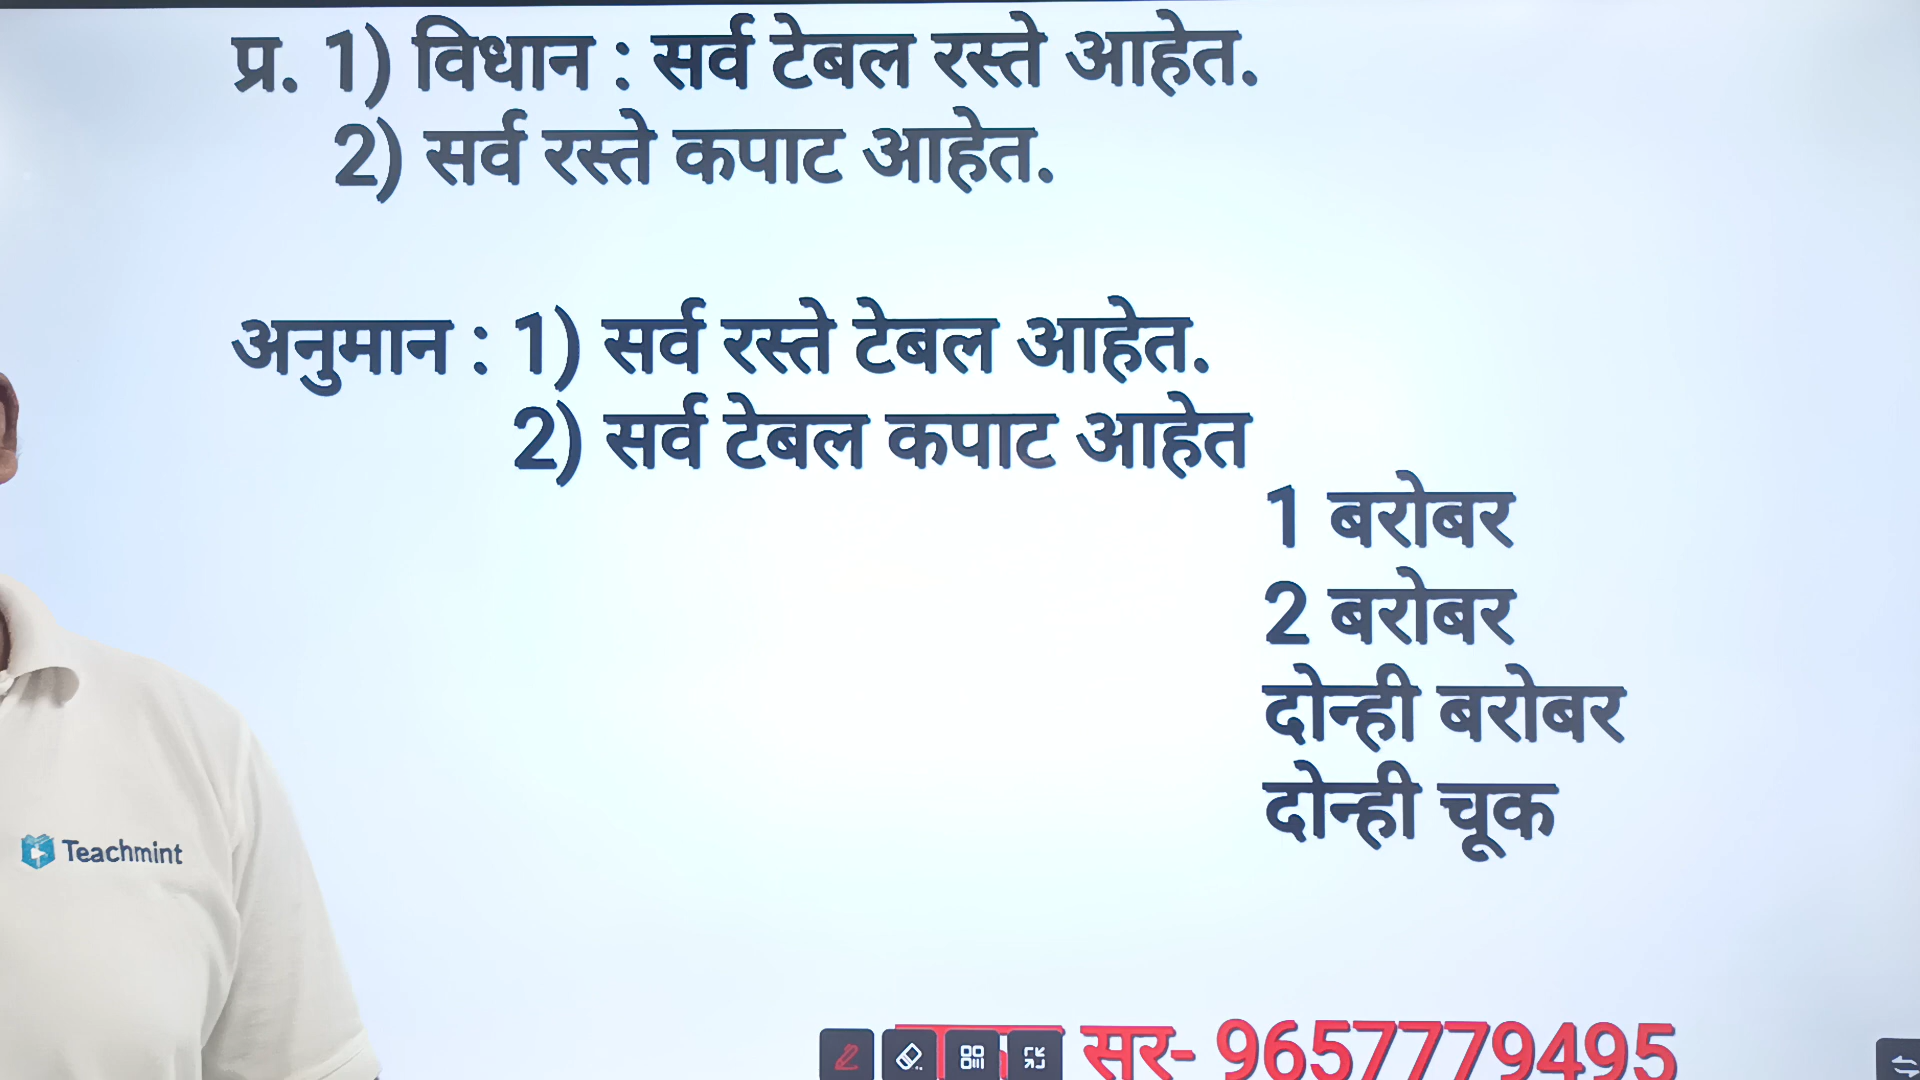 प्र. 1) विधान : सर्व टेबल रस्ते आहेत.
2) सर्व रस्ते कपाट आहेत.
अनुमान : 1) सर्व रस्ते टेबल आहेत.
2) सर्व टेबल कपाट आहेत
1 बरोबर
2 बरोबर
दोन्ही बरोबर
दोन्ही चूक
Teachmint
सर- 9657779495